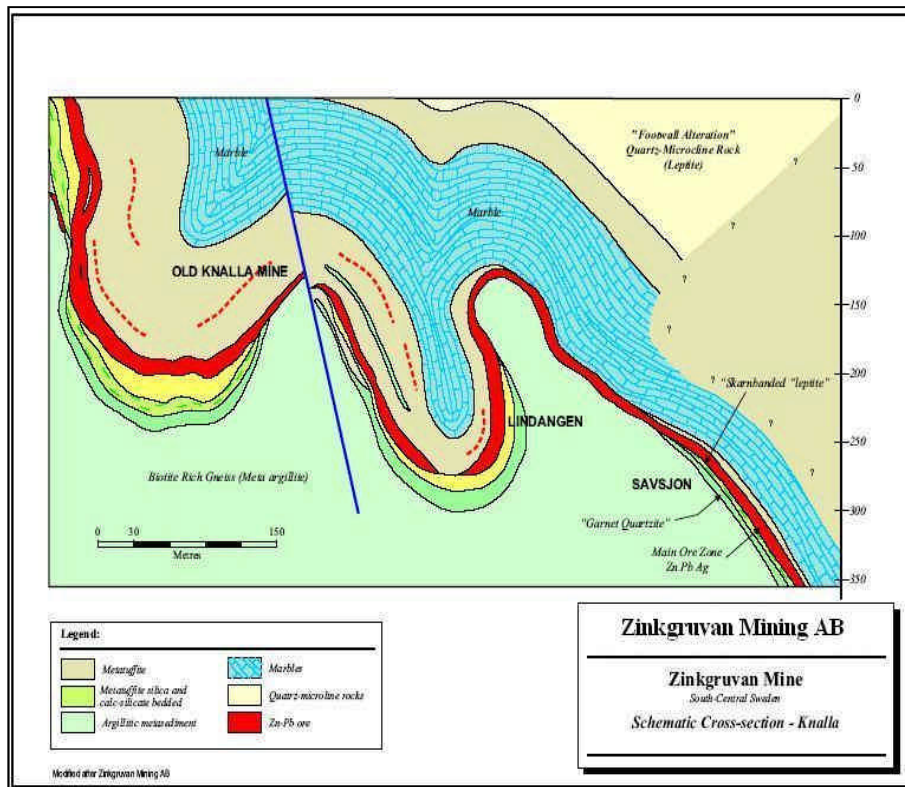 0
"Footwall Alteration"
Quartz-Microcline Rock
(Leptite)
?
50
Marble
Marble
?
100
OLD KNALLA MINE
?
150
?
"Skarnbanded "leptite"
?
200
LINDANGEN
?
250
Biotite Rich Gneiss (Meta argillite)
SAVSJON
?
"Garnet Quartzite"
300
0 30 150
Metres
Main Ore Zone
Zn Pb Ag
350
Legend:
Metatuffite
Metatuffite silica and
calc-silicate bedded
Argillitic metasediment
Marbles
Quartz-microline rocks
Zn-Pb ore
Zinkgruvan Mining AB
Zinkgruvan Mine
South-Central Sweden
Schematic Cross-section - Knalla
Modified after Zinkgruvan Mining AB